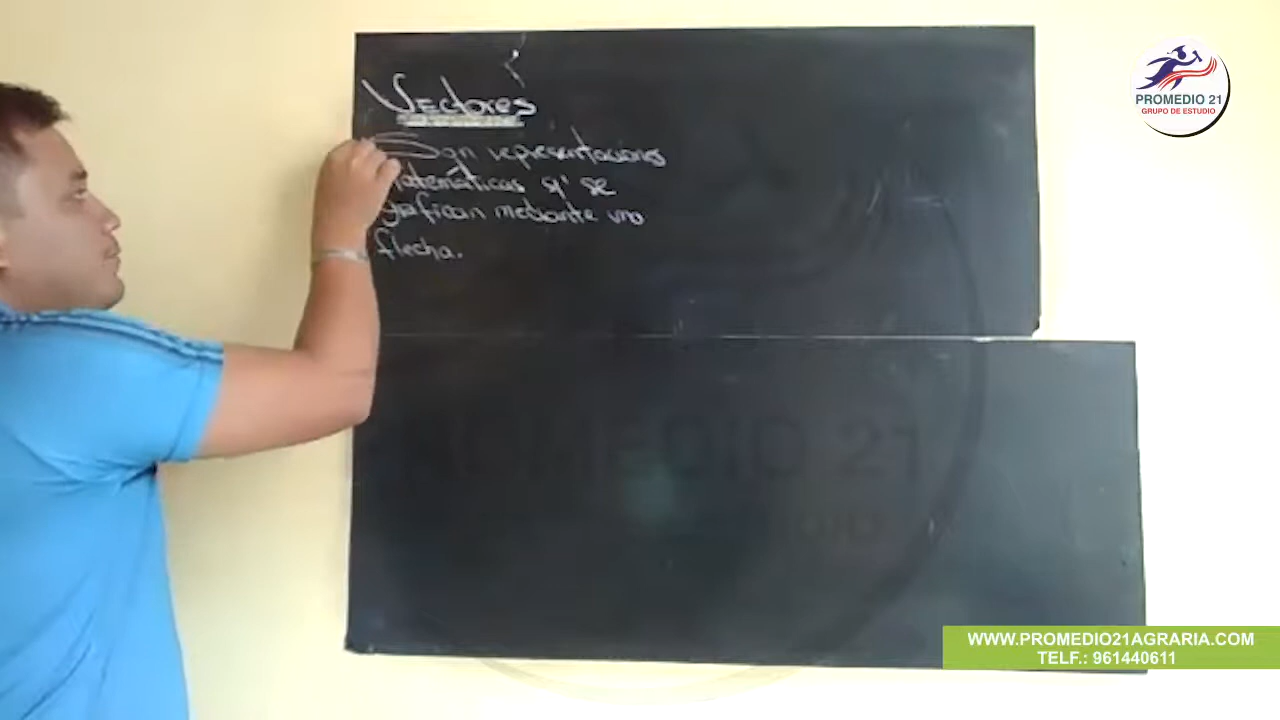 Vectores
Son representaciones
matemáticas q' se
grafican mediante una
flecha.
PROMEDIO 21
GRUPO DE ESTUDIO
WWW.PROMEDIO21AGRARIA.COM
TELF.: 961440611